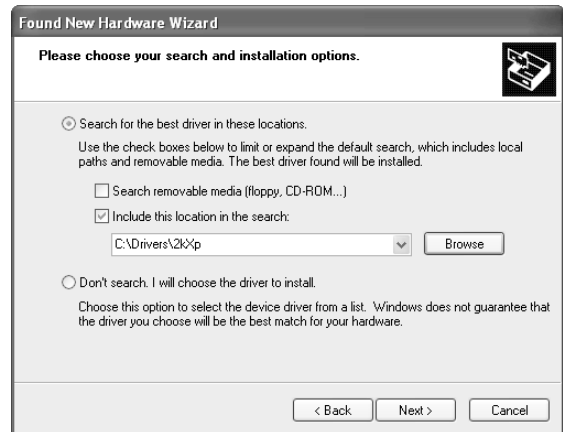 Found New Hardware Wizard
Please choose your search and installation options.
Search for the best driver in these locations.
Use the check boxes below to limit or expand the default search, which includes local
paths and removable media. The best driver found will be installed.
Search removable media (floppy, CD-ROM...)
Include this location in the search:
C:\Drivers\2kXp
Browse
Don't search. I will choose the driver to install.
Choose this option to select the device driver from a list. Windows does not guarantee that
the driver you choose will be the best match for your hardware.
< Back Next > Cancel